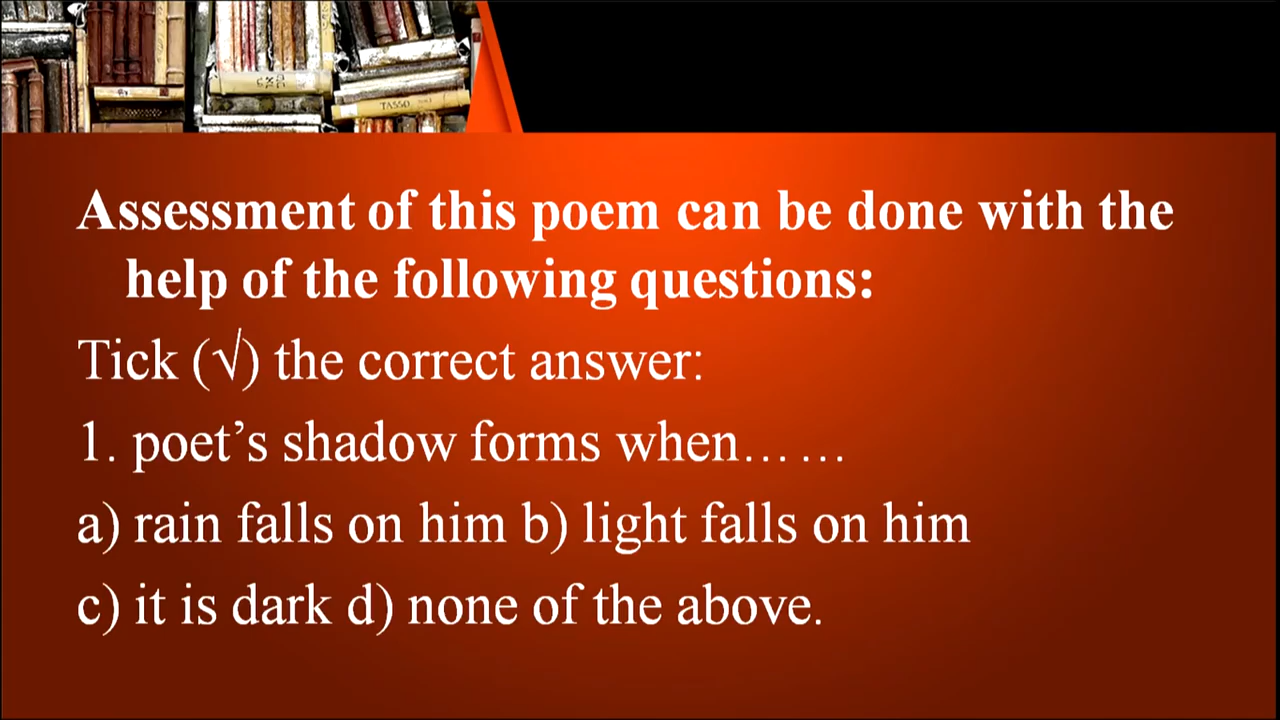 TASSO
Assessment of this poem can be done with the
help of the following questions:
Tick (√) the correct answer:
1. poet’s shadow forms when… …
a) rain falls on him b) light falls on him
c) it is dark d) none of the above.